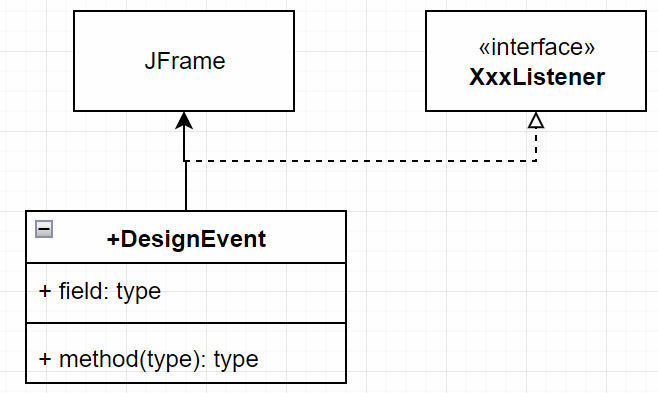 JFrame
«interface»
XxxListener
+DesignEvent
+ field: type
+ method(type): type